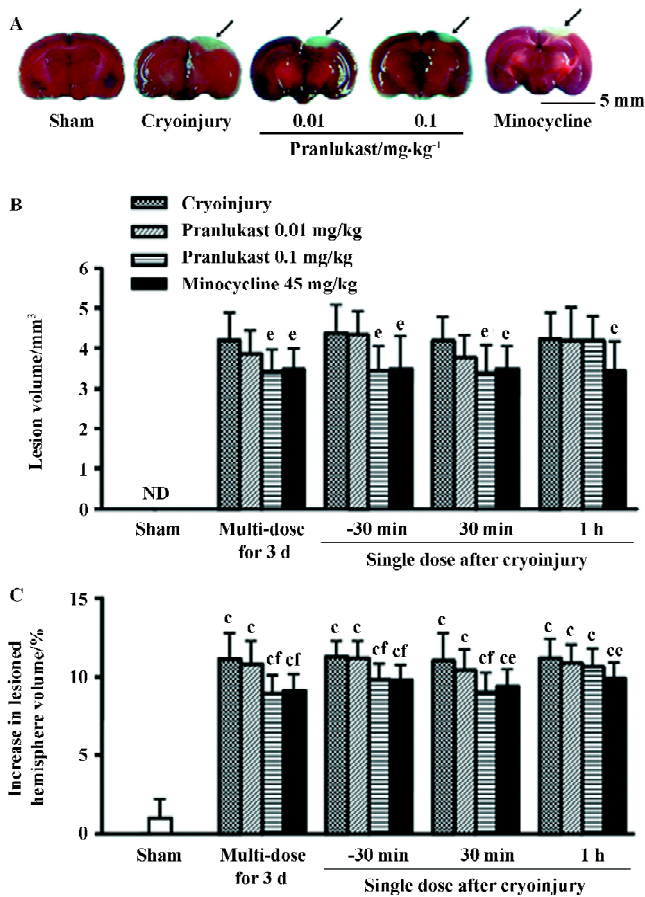 A
5 mm
Sham Cryoinjury 0.01 0.1 Minocycline
Pranlukast/mg·kg⁻¹
B
Cryoinjury
Pranlukast 0.01 mg/kg
Pranlukast 0.1 mg/kg
Minocycline 45 mg/kg
Lesion volume/mm³
6
5
4
3
2
1
0
e e e e e e e
ND
Sham Multi-dose for 3 d -30 min 30 min 1 h
Single dose after cryoinjury
C
Increase in lesioned
hemisphere volume/%
15
10
5
0
c c cf cf c c cf cf c c cf ce c c c ce
Sham Multi-dose for 3 d -30 min 30 min 1 h
Single dose after cryoinjury